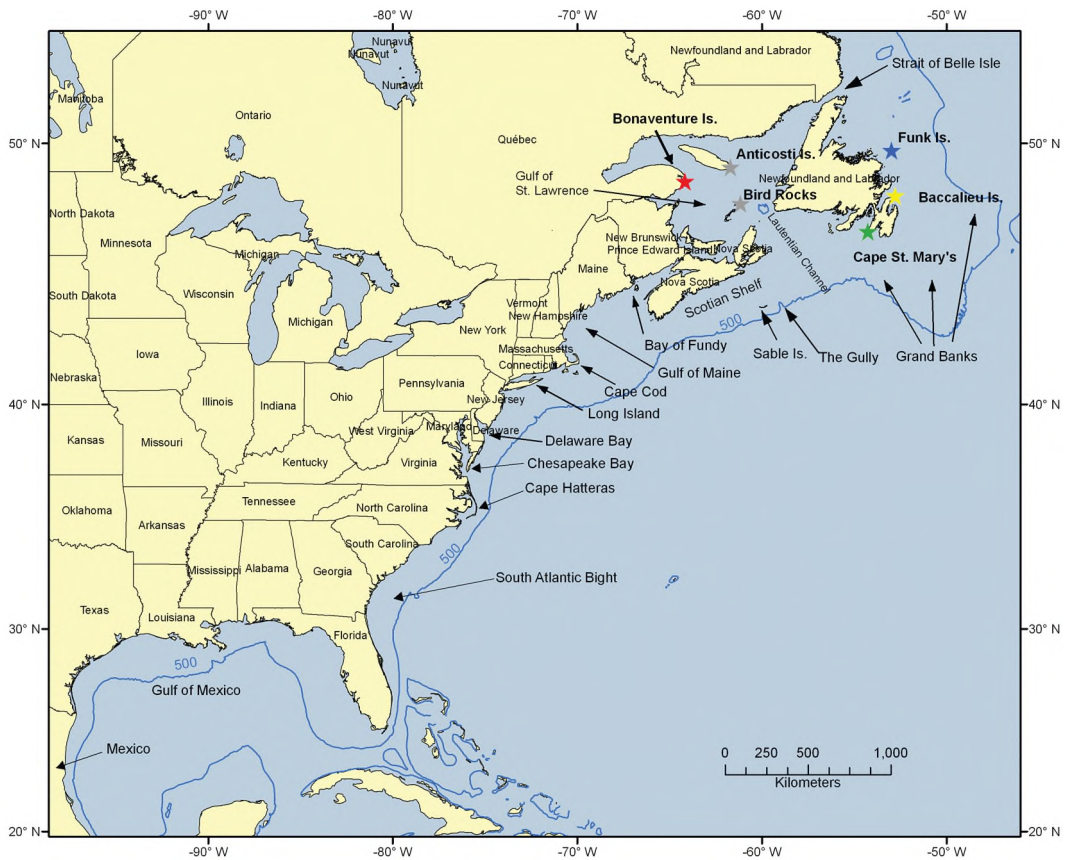 -90° W
-80° W
-70° W
-60° W
-50° W
Nunavut
Nunavut
Nunavut
Newfoundland and Labrador
Strait of Belle Isle
Manitoba
Ontario
Bonaventure Is.
Québec
Funk Is.
50° N
50° N
Anticosti Is.
Gulf of
St. Lawrence
Newfoundland and Labrador
Bird Rocks
Baccalieu Is.
North Dakota
Minnesota
Michigan
New Brunswick
Prince Edward Island
Nova Scotia
Laurentian Channel
Cape St. Mary's
Maine
Nova Scotia
Scotian Shelf
South Dakota
Wisconsin
Michigan
Vermont
New Hampshire
New York
500
Bay of Fundy
Sable Is.
The Gully
Grand Banks
Iowa
Massachusetts
Connecticut
Gulf of Maine
Nebraska
Pennsylvania
Cape Cod
Illinois
Indiana
Ohio
New Jersey
40° N
40° N
Long Island
Kansas
Missouri
West Virginia
Maryland
Delaware
Delaware Bay
Kentucky
Virginia
Chesapeake Bay
Cape Hatteras
Oklahoma
Arkansas
Tennessee
North Carolina
South Carolina
500
Mississippi
Alabama
Georgia
South Atlantic Bight
Texas
Louisiana
30° N
30° N
Florida
500
Gulf of Mexico
Mexico
0
250
500
1,000
Kilometers
20° N
20° N
-90° W
-80° W
-70° W
-60° W
-50° W